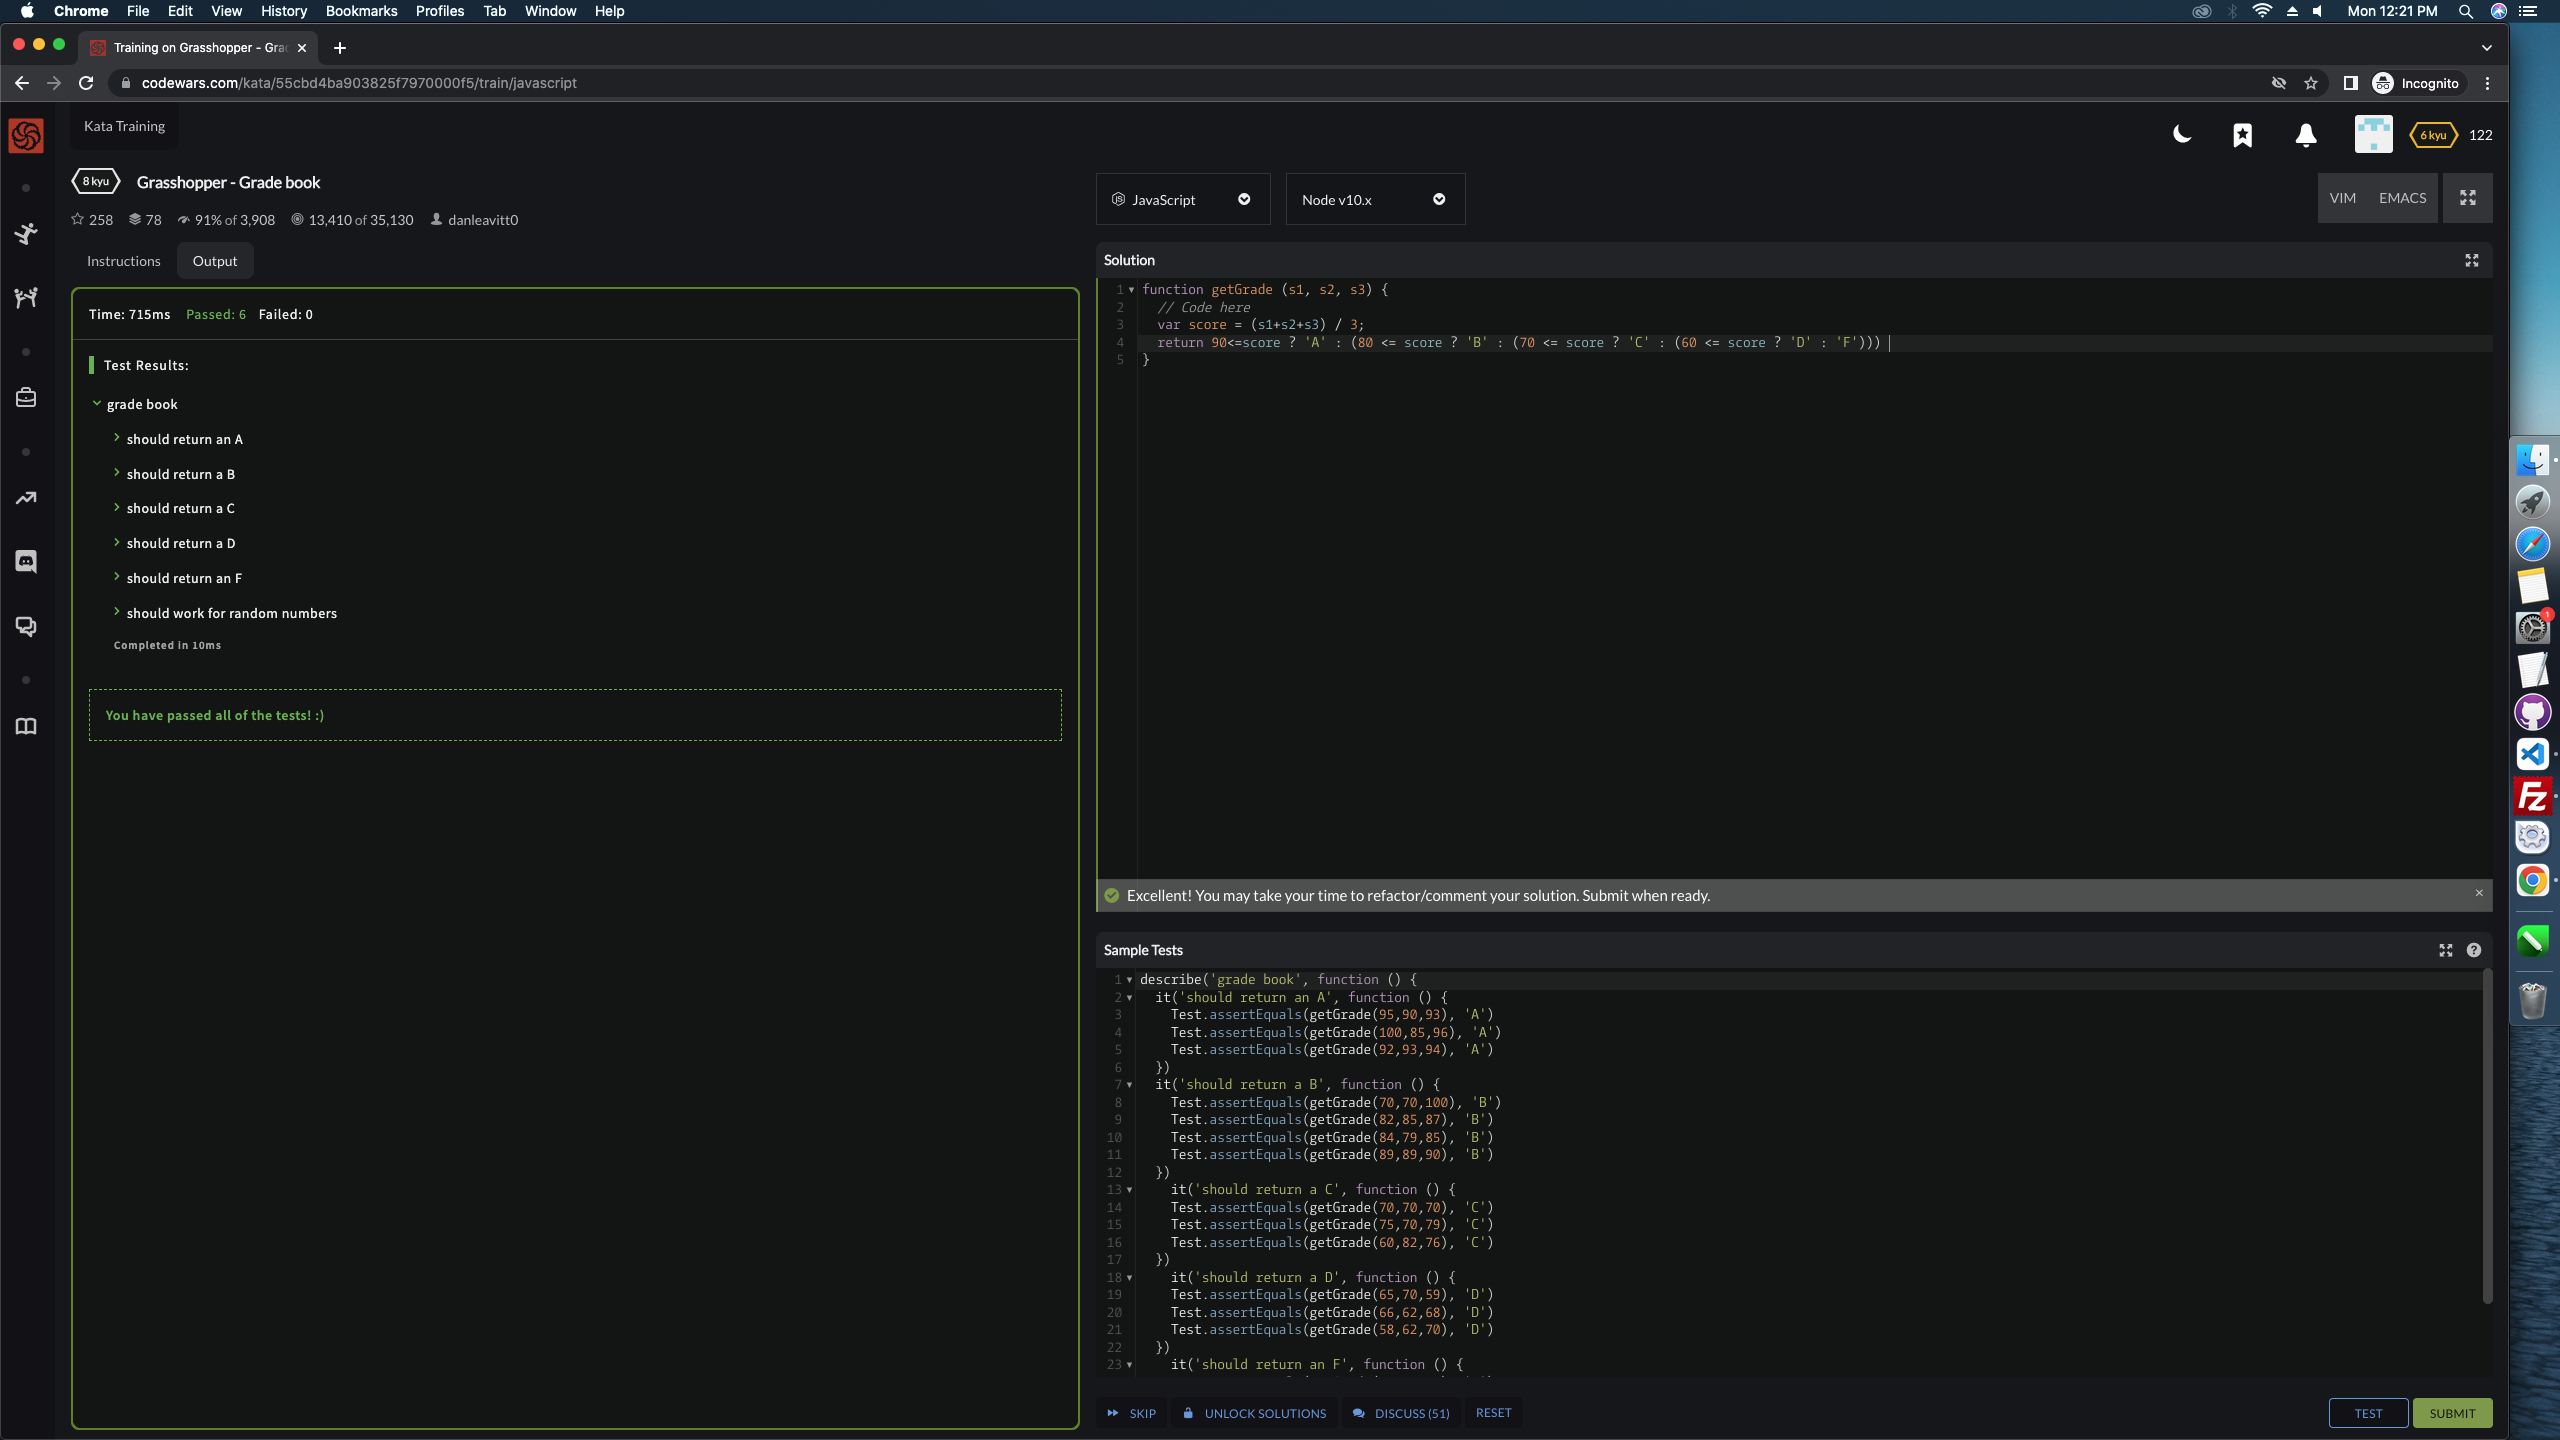 Chrome File Edit View History Bookmarks Profiles Tab Window Help Mon 12:21 PM
Training on Grasshopper - Gra
codewars.com/kata/55cbd4ba903825f7970000f5/train/javascript Incognito
Kata Training
6 kyu 122
8 kyu Grasshopper - Grade book
258 78 91% of 3,908 13,410 of 35,130 danleavitt0
JavaScript Node v10.x VIM EMACS
Instructions Output
Time: 715ms Passed: 6 Failed: 0
Test Results:
grade book
should return an A
should return a B
should return a C
should return a D
should return an F
should work for random numbers
Completed in 10ms
You have passed all of the tests! :)
Solution
1 function getGrade (s1, s2, s3) {
2 // Code here
3 var score = (s1+s2+s3) / 3;
4 return 90<=score ? 'A' : (80 <= score ? 'B' : (70 <= score ? 'C' : (60 <= score ? 'D' : 'F')))
5 }
Excellent! You may take your time to refactor/comment your solution. Submit when ready. ×
Sample Tests
1 describe('grade book', function () {
2 it('should return an A', function () {
3 Test.assertEquals(getGrade(95,90,93), 'A')
4 Test.assertEquals(getGrade(100,85,96), 'A')
5 Test.assertEquals(getGrade(92,93,94), 'A')
6 })
7 it('should return a B', function () {
8 Test.assertEquals(getGrade(70,70,100), 'B')
9 Test.assertEquals(getGrade(82,85,87), 'B')
10 Test.assertEquals(getGrade(84,79,85), 'B')
11 Test.assertEquals(getGrade(89,89,90), 'B')
12 })
13 it('should return a C', function () {
14 Test.assertEquals(getGrade(70,70,70), 'C')
15 Test.assertEquals(getGrade(75,70,79), 'C')
16 Test.assertEquals(getGrade(60,82,76), 'C')
17 })
18 it('should return a D', function () {
19 Test.assertEquals(getGrade(65,70,59), 'D')
20 Test.assertEquals(getGrade(66,62,68), 'D')
21 Test.assertEquals(getGrade(58,62,70), 'D')
22 })
23 it('should return an F', function () {
SKIP UNLOCK SOLUTIONS DISCUSS (51) RESET TEST SUBMIT
1
Fz